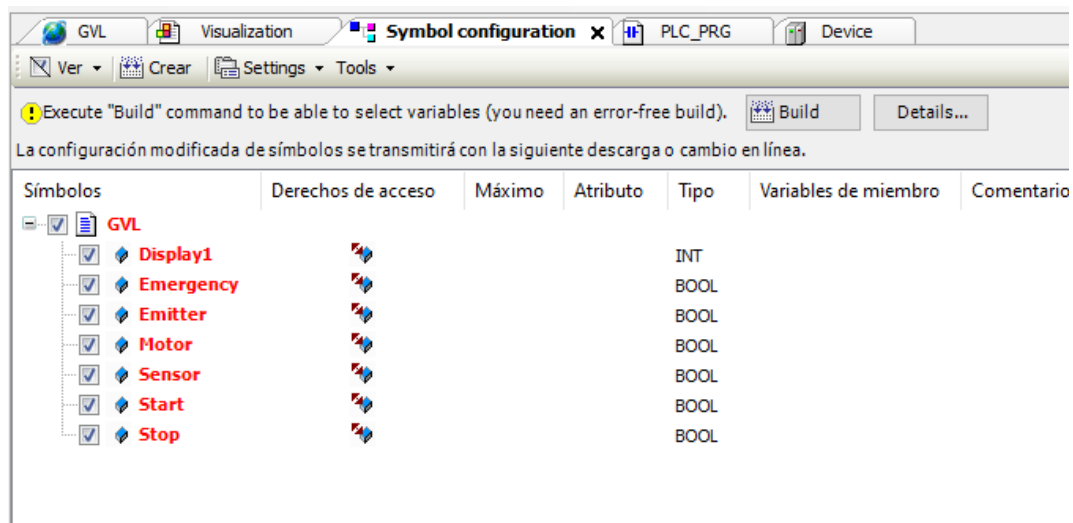 GVL Visualization Symbol configuration PLC_PRG Device
Ver Crear Settings Tools
Execute "Build" command to be able to select variables (you need an error-free build). Build Details...
La configuración modificada de símbolos se transmitirá con la siguiente descarga o cambio en línea.
Símbolos Derechos de acceso Máximo Atributo Tipo Variables de miembro Comentario
GVL
Display1 INT
Emergency BOOL
Emitter BOOL
Motor BOOL
Sensor BOOL
Start BOOL
Stop BOOL